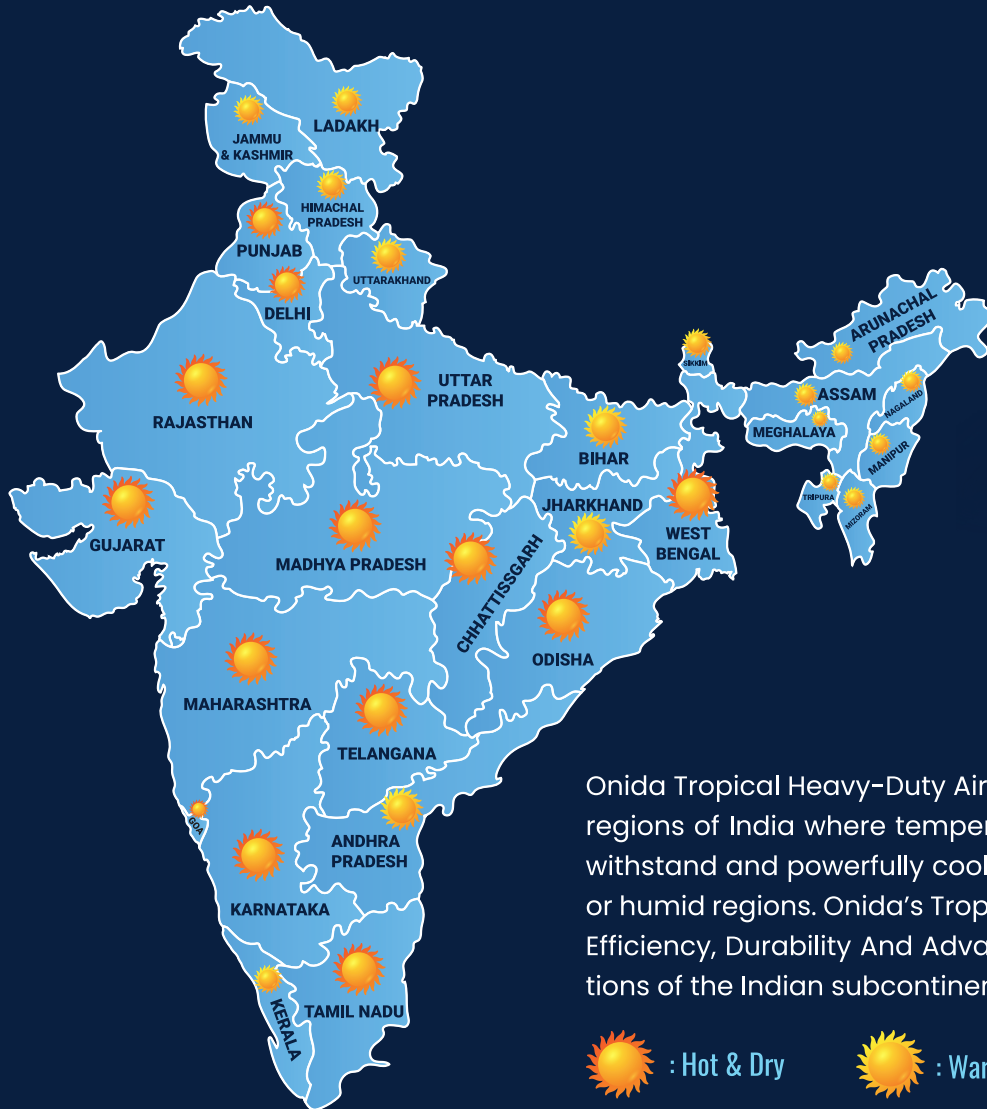 LADAKH
JAMMU
& KASHMIR
HIMACHAL
PRADESH
PUNJAB
UTTARAKHAND
DELHI
ARUNACHAL
PRADESH
SIKKIM
RAJASTHAN
UTTAR
PRADESH
ASSAM
NAGALAND
MEGHALAYA
BIHAR
MANIPUR
JHARKHAND
TRIPURA
MIZORAM
GUJARAT
MADHYA PRADESH
WEST
BENGAL
CHHATTISSGARH
ODISHA
MAHARASHTRA
TELANGANA
GOA
ANDHRA
PRADESH
KARNATAKA
KERALA
TAMIL NADU
Onida Tropical Heavy-Duty Air
regions of India where temper
withstand and powerfully cool
or humid regions. Onida's Trop
Efficiency, Durability And Adva
tions of the Indian subcontiner
: Hot & Dry
: War